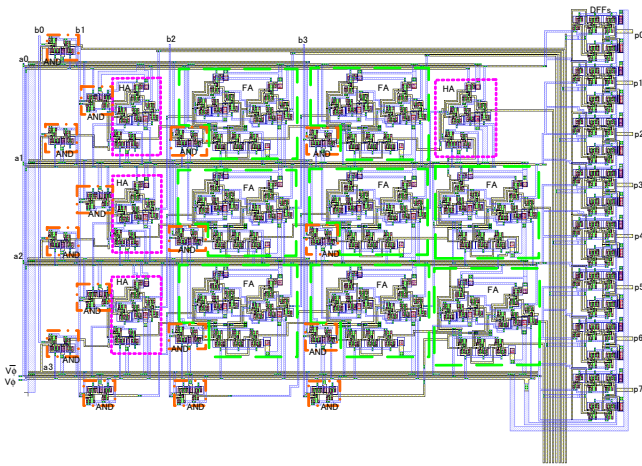 DFFs
b0 b1 b2 b3
p0
AND
a0
HA FA FA HA
p1
AND
p2
AND AND AND
a1
HA FA FA FA
p3
AND
p4
AND AND AND
a2
HA FA FA FA
p5
AND
p6
AND AND AND
a3
Vφ
Vφ
p7
AND AND AND